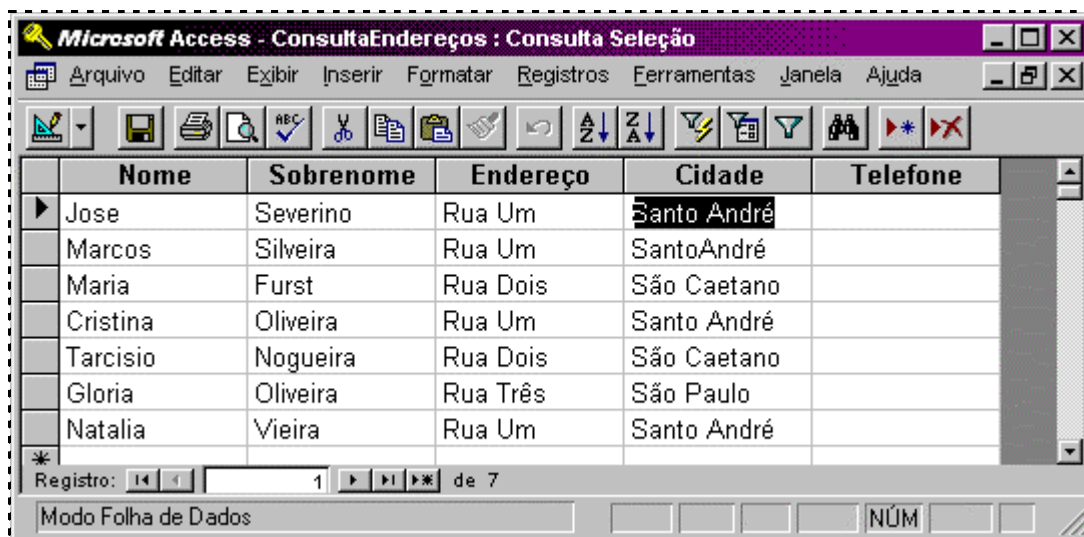 Microsoft Access - ConsultaEndereços : Consulta Seleção
Arquivo Editar Exibir Inserir Formatar Registros Ferramentas Janela Ajuda
ABC A Z Z A
Nome Sobrenome Endereço Cidade Telefone
Jose Severino Rua Um Santo André
Marcos Silveira Rua Um SantoAndré
Maria Furst Rua Dois São Caetano
Cristina Oliveira Rua Um Santo André
Tarcisio Nogueira Rua Dois São Caetano
Gloria Oliveira Rua Três São Paulo
Natalia Vieira Rua Um Santo André
Registro: 1 de 7
Modo Folha de Dados NÚM